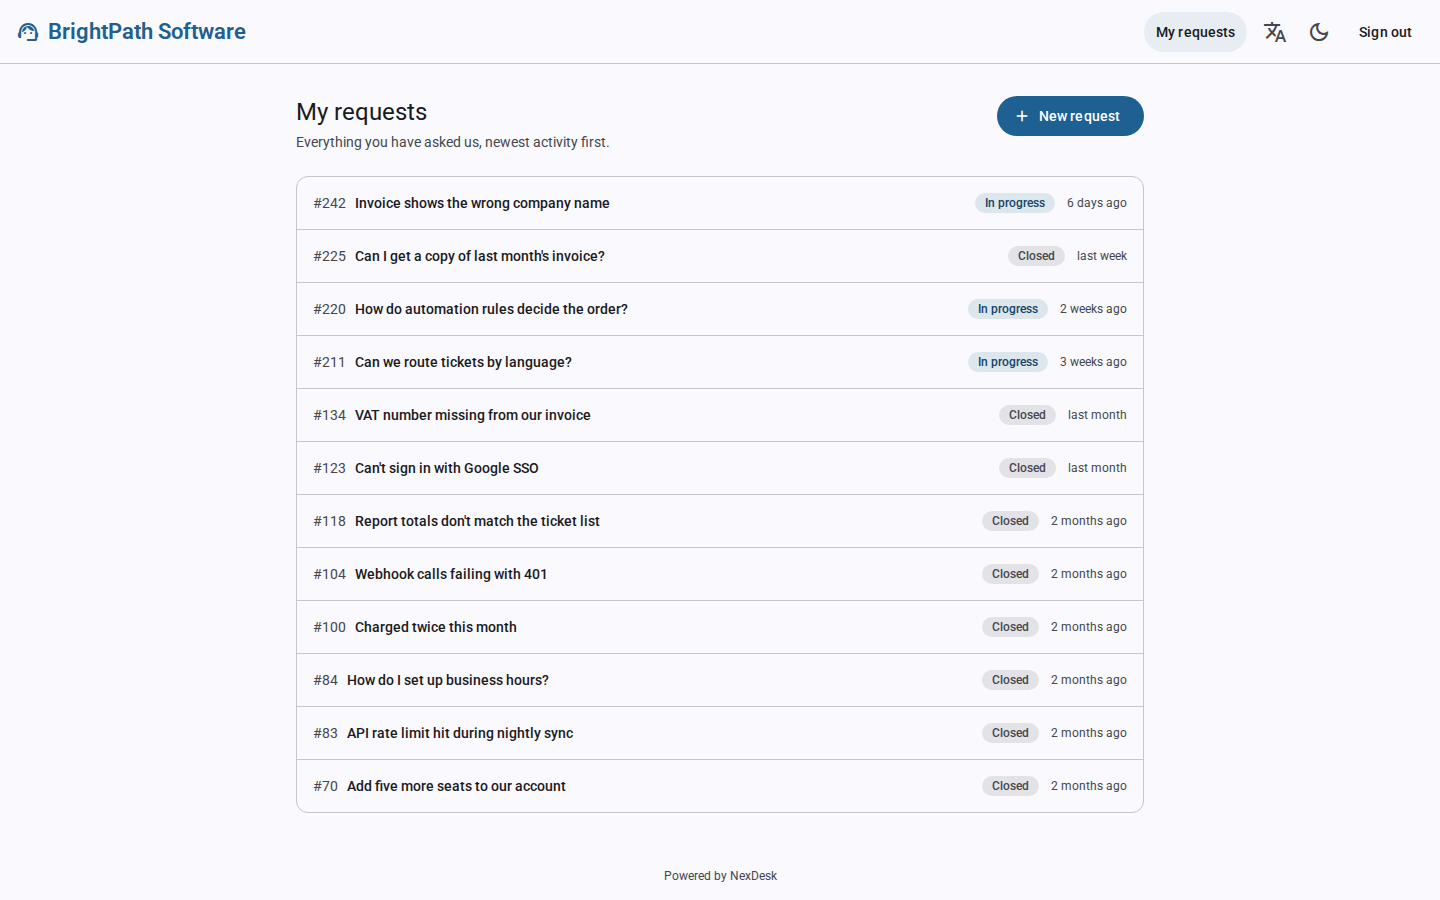 BrightPath Software
My requests
Sign out
My requests
New request
Everything you have asked us, newest activity first.
#242 Invoice shows the wrong company name In progress 6 days ago
#225 Can I get a copy of last month's invoice? Closed last week
#220 How do automation rules decide the order? In progress 2 weeks ago
#211 Can we route tickets by language? In progress 3 weeks ago
#134 VAT number missing from our invoice Closed last month
#123 Can't sign in with Google SSO Closed last month
#118 Report totals don't match the ticket list Closed 2 months ago
#104 Webhook calls failing with 401 Closed 2 months ago
#100 Charged twice this month Closed 2 months ago
#84 How do I set up business hours? Closed 2 months ago
#83 API rate limit hit during nightly sync Closed 2 months ago
#70 Add five more seats to our account Closed 2 months ago
Powered by NexDesk